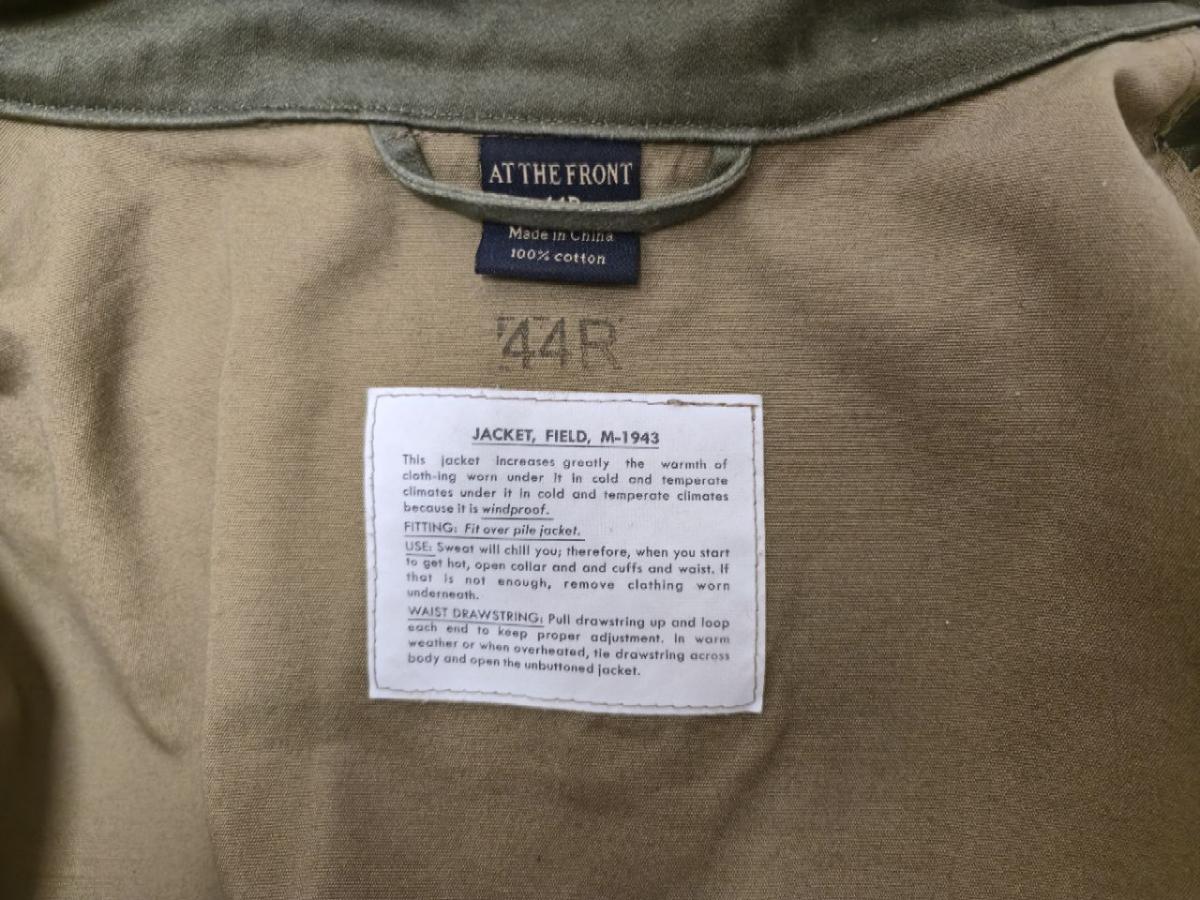 AT THE FRONT
44R
Made in China
100% cotton
44R
JACKET, FIELD, M-1943
This jacket increases greatly the warmth of
cloth-ing worn under it in cold and temperate
climates under it in cold and temperate climates
because it is windproof.
FITTING: Fit over pile jacket.
USE: Sweat will chill you; therefore, when you start
to get hot, open collar and and cuffs and waist. If
that is not enough, remove clothing worn
underneath.
WAIST DRAWSTRING: Pull drawstring up and loop
each end to keep proper adjustment. In warm
weather or when overheated, tie drawstring across
body and open the unbuttoned jacket.